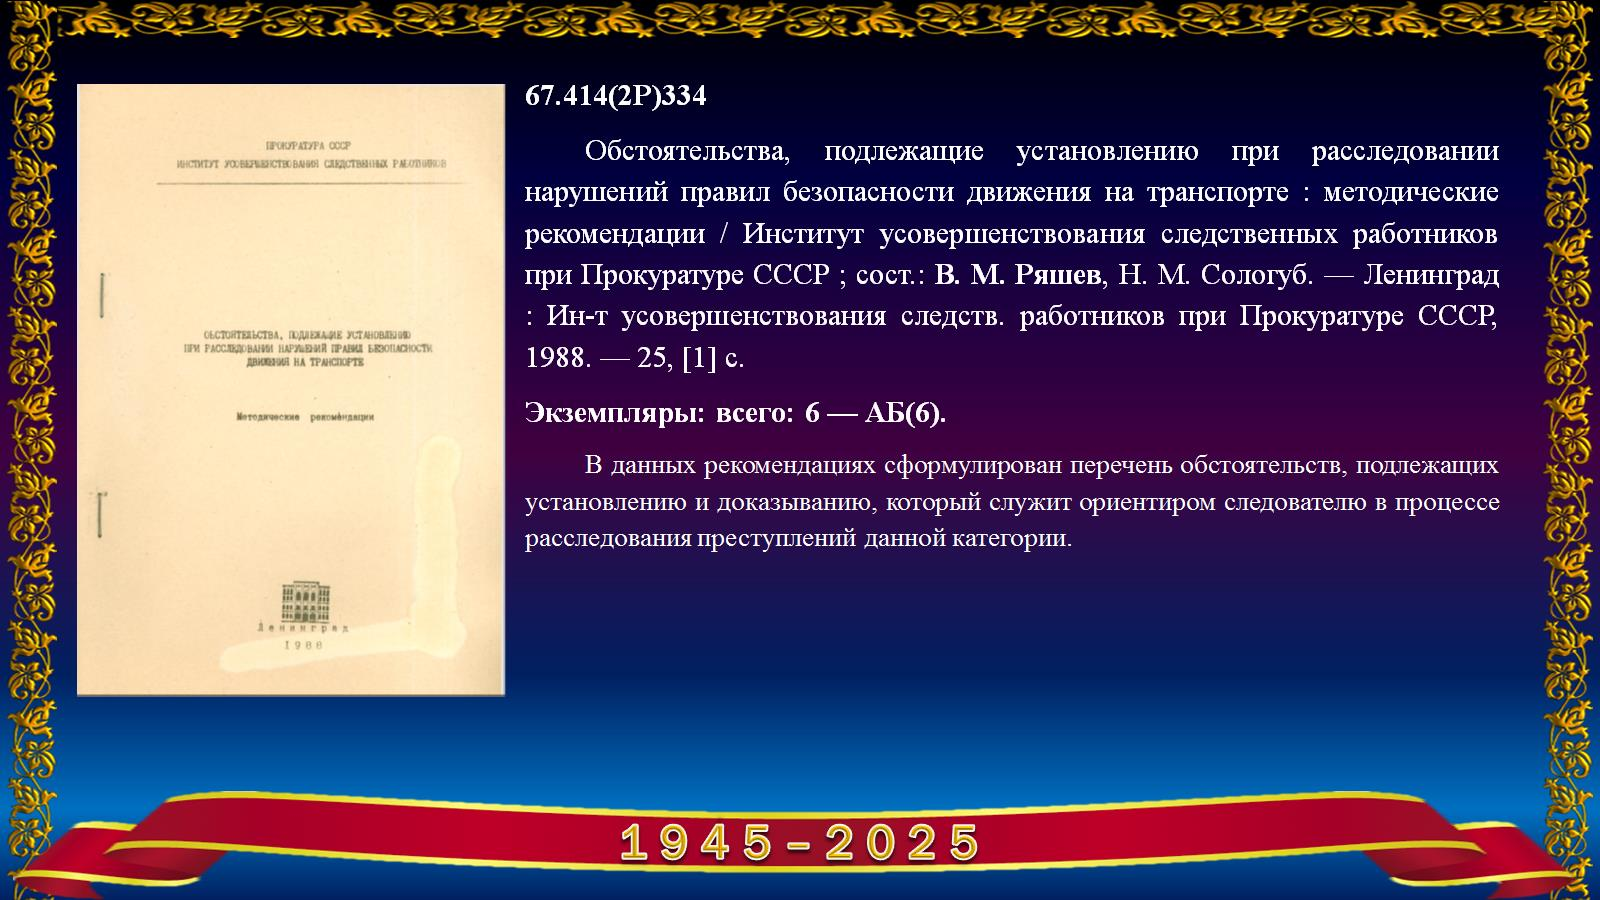 ПРОКУРАТУРА СССР
ИНСТИТУТ УСОВЕРШЕНСТВОВАНИЯ СЛЕДСТВЕННЫХ РАБОТНИКОВ
ОБСТОЯТЕЛЬСТВА, ПОДЛЕЖАЩИЕ УСТАНОВЛЕНИЮ
ПРИ РАССЛЕДОВАНИИ НАРУШЕНИЙ ПРАВИЛ БЕЗОПАСНОСТИ
ДВИЖЕНИЯ НА ТРАНСПОРТЕ
Методические рекомендации
Ленинград
1988
67.414(2Р)334
Обстоятельства, подлежащие установлению при расследовании
нарушений правил безопасности движения на транспорте : методические
рекомендации / Институт усовершенствования следственных работников
при Прокуратуре СССР ; сост.: В. М. Ряшев, Н. М. Сологуб. — Ленинград
: Ин-т усовершенствования следств. работников при Прокуратуре СССР,
1988. — 25, [1] с.
Экземпляры: всего: 6 — АБ(6).
В данных рекомендациях сформулирован перечень обстоятельств, подлежащих
установлению и доказыванию, который служит ориентиром следователю в процессе
расследования преступлений данной категории.
1945–2025